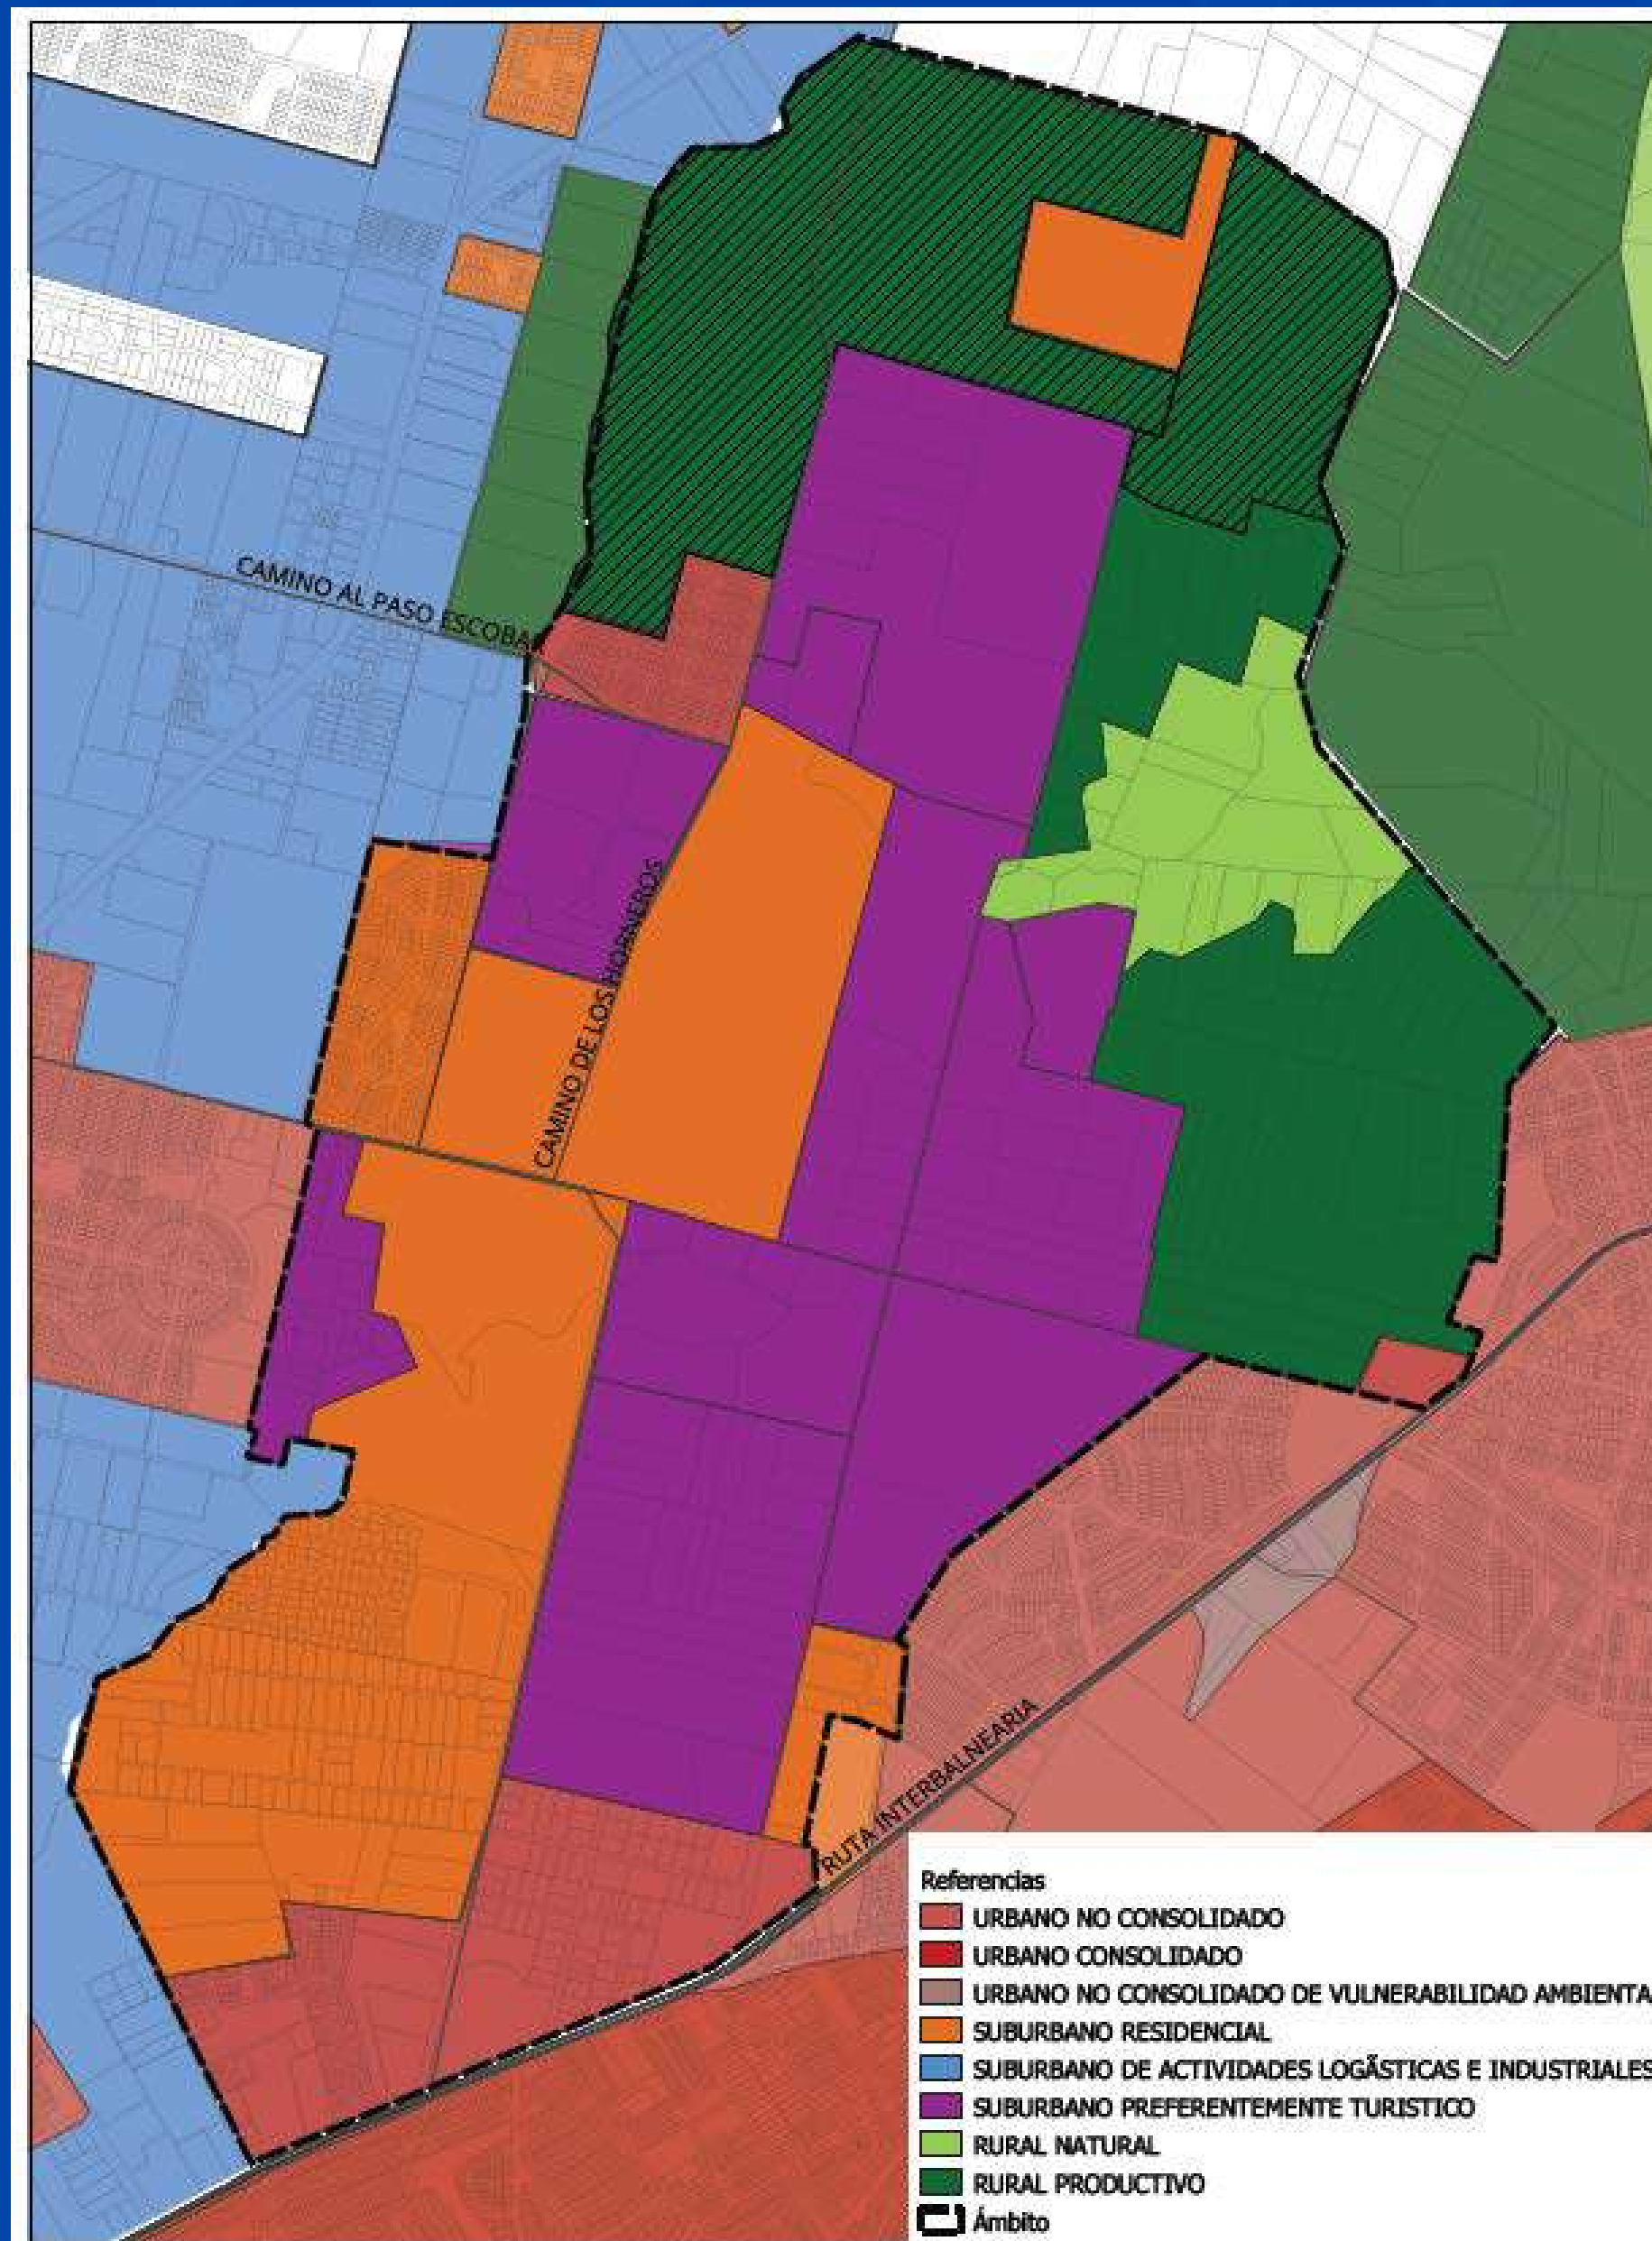 CAMINO AL PASO ESCOBA
CAMINO DE LOS HORNEROS
RUTA INTERBALNEARIA
Referencias
URBANO NO CONSOLIDADO
URBANO CONSOLIDADO
URBANO NO CONSOLIDADO DE VULNERABILIDAD AMBIENTA
SUBURBANO RESIDENCIAL
SUBURBANO DE ACTIVIDADES LOGÃSTICAS E INDUSTRIALES
SUBURBANO PREFERENTEMENTE TURISTICO
RURAL NATURAL
RURAL PRODUCTIVO
Ámbito